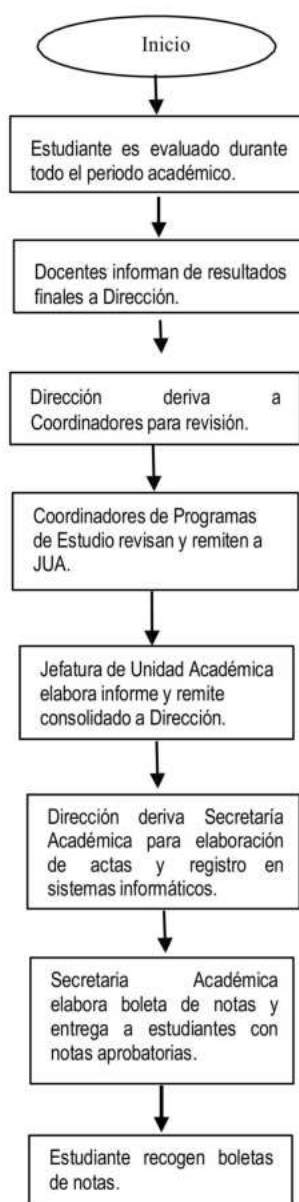 Inicio
Estudiante es evaluado durante
todo el periodo académico.
Docentes informan de resultados
finales a Dirección.
Dirección deriva a
Coordinadores para revisión.
Coordinadores de Programas
de Estudio revisan y remiten a
JUA.
Jefatura de Unidad Académica
elabora informe y remite
consolidado a Dirección.
Dirección deriva Secretaría
Académica para elaboración
de actas y registro en
sistemas informáticos.
Secretaria Académica
elabora boleta de notas y
entrega a estudiantes con
notas aprobatorias.
Estudiante recogen boletas
de notas.